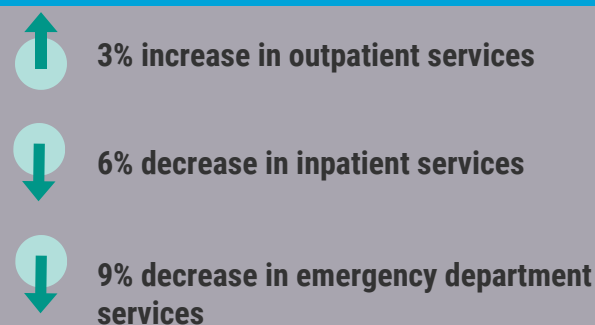 3% increase in outpatient services
6% decrease in inpatient services
9% decrease in emergency department
services